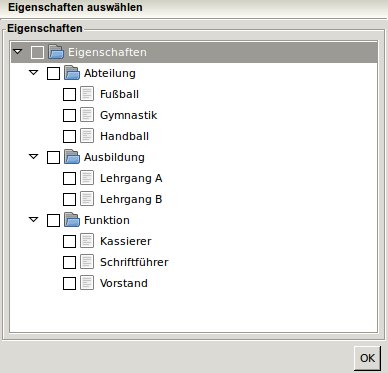 Eigenschaften auswählen
Eigenschaften
Eigenschaften
Abteilung
Fußball
Gymnastik
Handball
Ausbildung
Lehrgang A
Lehrgang B
Funktion
Kassierer
Schriftführer
Vorstand
OK